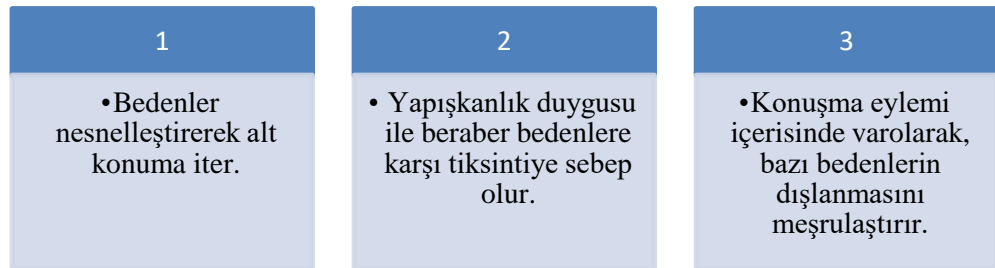 1
•Bedenler
nesnelleştirerek alt
konuma iter.
2
• Yapışkanlık duygusu
ile beraber bedenlere
karşı tiksintiye sebep
olur.
3
•Konuşma eylemi
içerisinde varolarak,
bazı bedenlerin
dışlanmasını
meşrulaştırır.